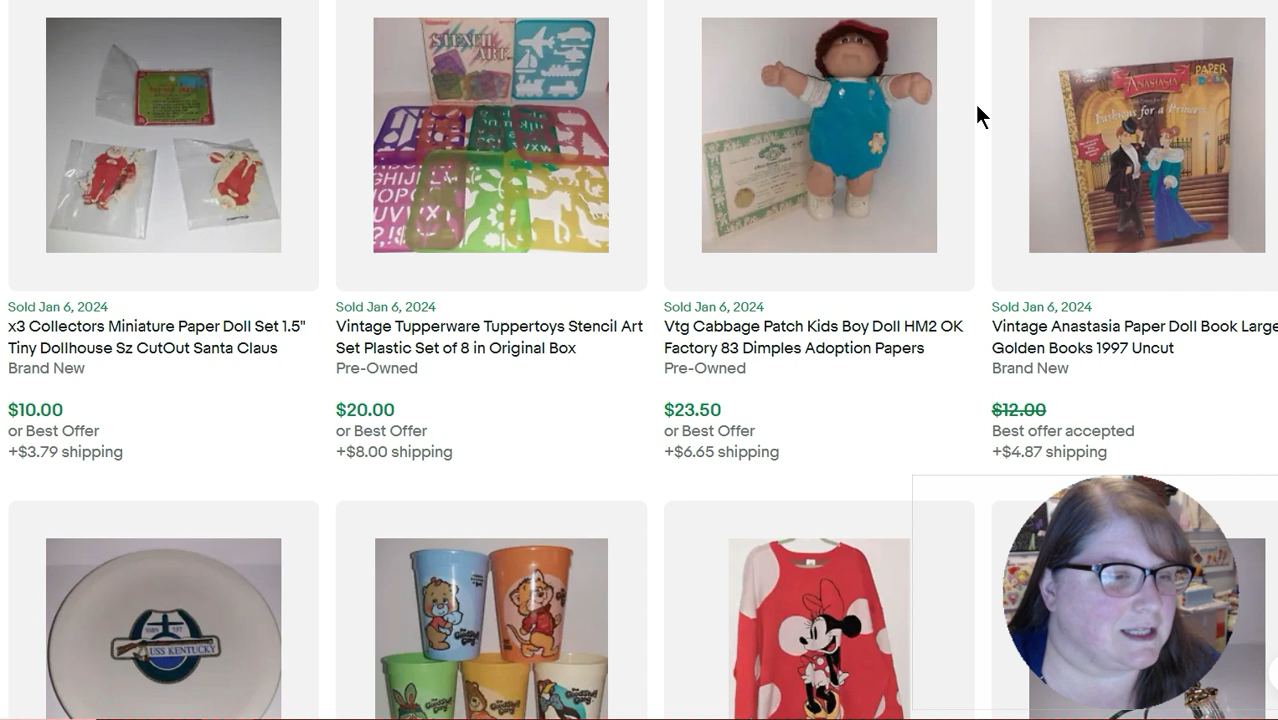 STENCIL
ART
ANASTASIA
PAPER
Fashions for a Princess
Sold Jan 6, 2024
x3 Collectors Miniature Paper Doll Set 1.5"
Tiny Dollhouse Sz CutOut Santa Claus
Brand New
$10.00
or Best Offer
+$3.79 shipping
Sold Jan 6, 2024
Vintage Tupperware Tuppertoys Stencil Art
Set Plastic Set of 8 in Original Box
Pre-Owned
$20.00
or Best Offer
+$8.00 shipping
Sold Jan 6, 2024
Vtg Cabbage Patch Kids Boy Doll HM2 OK
Factory 83 Dimples Adoption Papers
Pre-Owned
$23.50
or Best Offer
+$6.65 shipping
Sold Jan 6, 2024
Vintage Anastasia Paper Doll Book Large
Golden Books 1997 Uncut
Brand New
$12.00
Best offer accepted
+$4.87 shipping
USS KENTUCKY